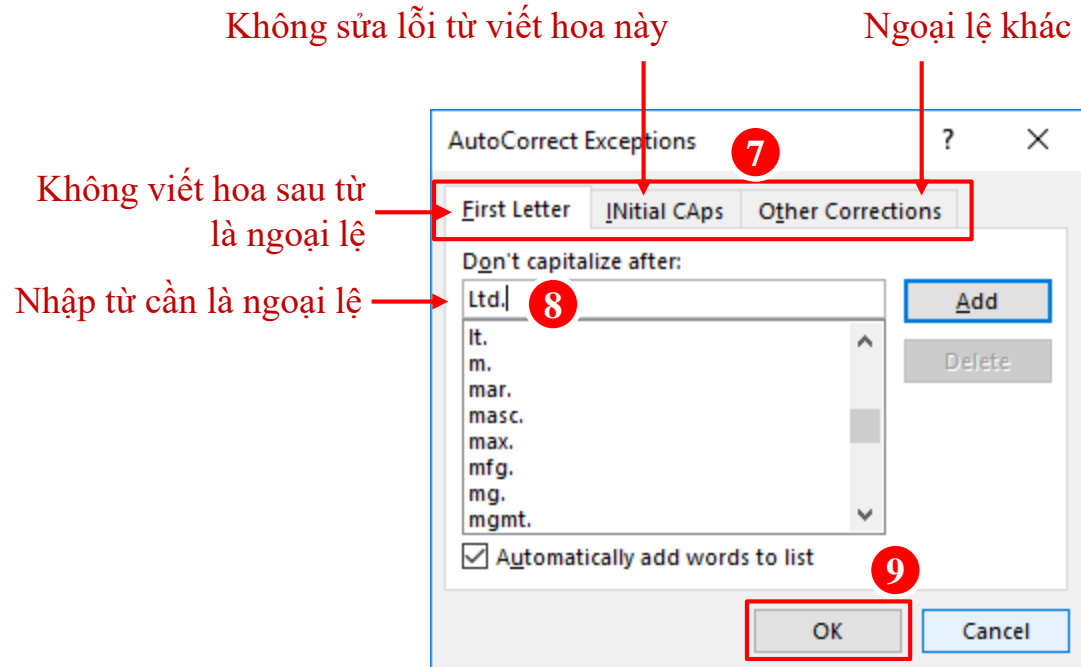 Không sửa lỗi từ viết hoa này
Ngoại lệ khác
AutoCorrect Exceptions
?
7
Không viết hoa sau từ
là ngoại lệ
First Letter
INitial CAps
Other Corrections
Don't capitalize after:
Nhập từ cần là ngoại lệ
Ltd.
8
Add
lt.
m.
mar.
masc.
max.
mfg.
mg.
mgmt.
Delete
Automatically add words to list
9
OK
Cancel